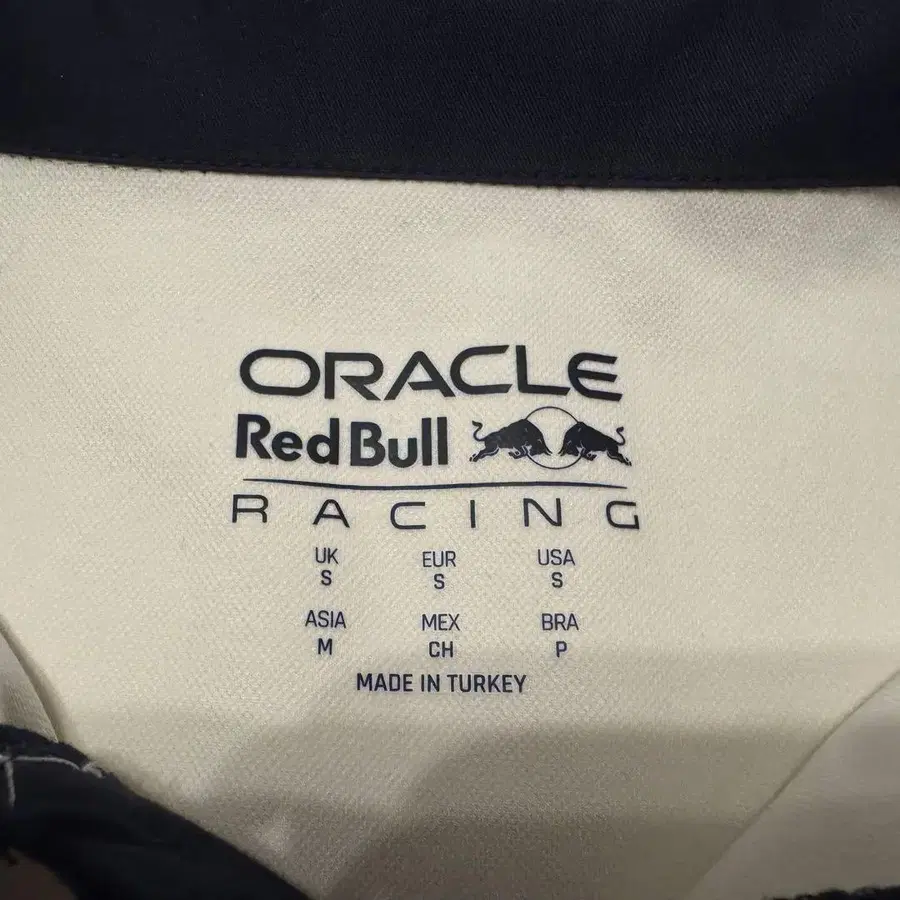 ORACLE
Red Bull
RACING
UK EUR USA
S S S
ASIA MEX BRA
M CH P
MADE IN TURKEY